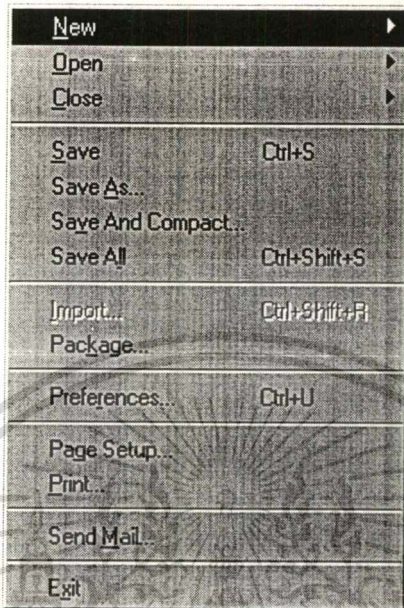 New
Open
Close
Save Ctrl+S
Save As...
Save And Compact...
Save All Ctrl+Shift+S
Import... Ctrl+Shift+R
Package...
Preferences... Ctrl+U
Page Setup...
Print...
Send Mail...
Exit